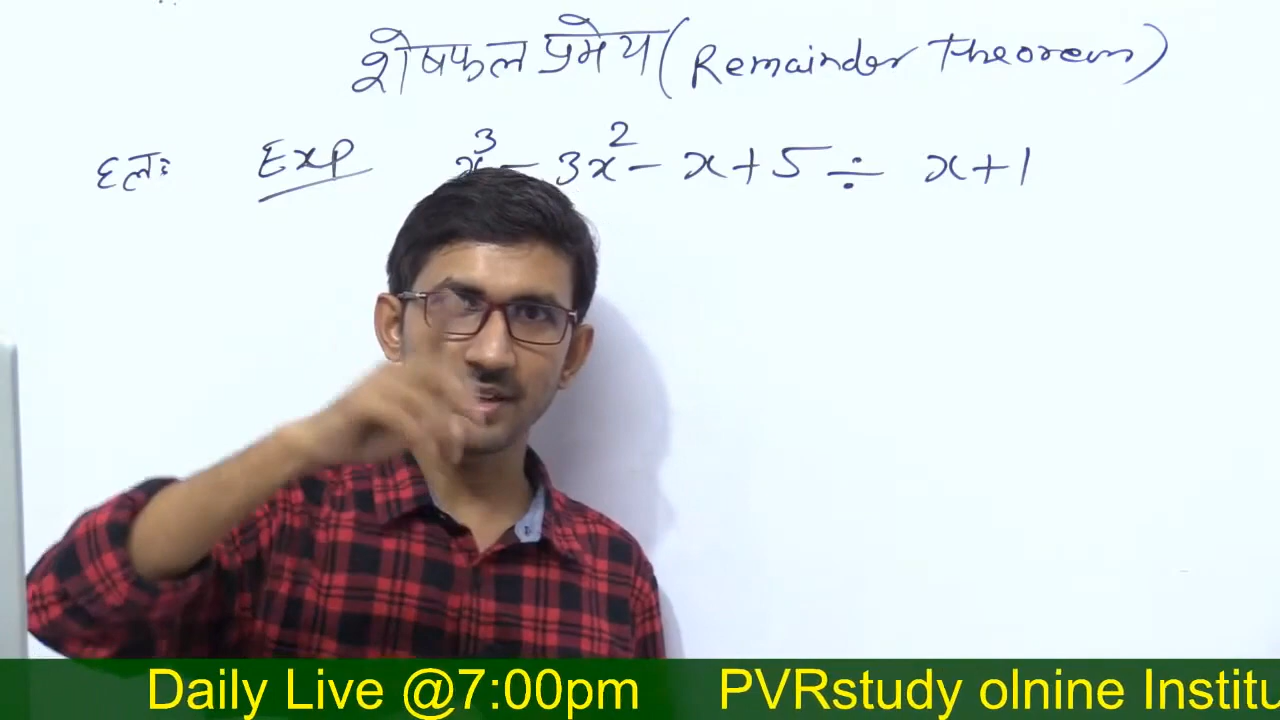 शेषफल प्रमेय (Remainder Theorem)
हलः Exp x³ - 3x² - x + 5 ÷ x + 1
Daily Live @7:00pm PVRstudy olnine Institu